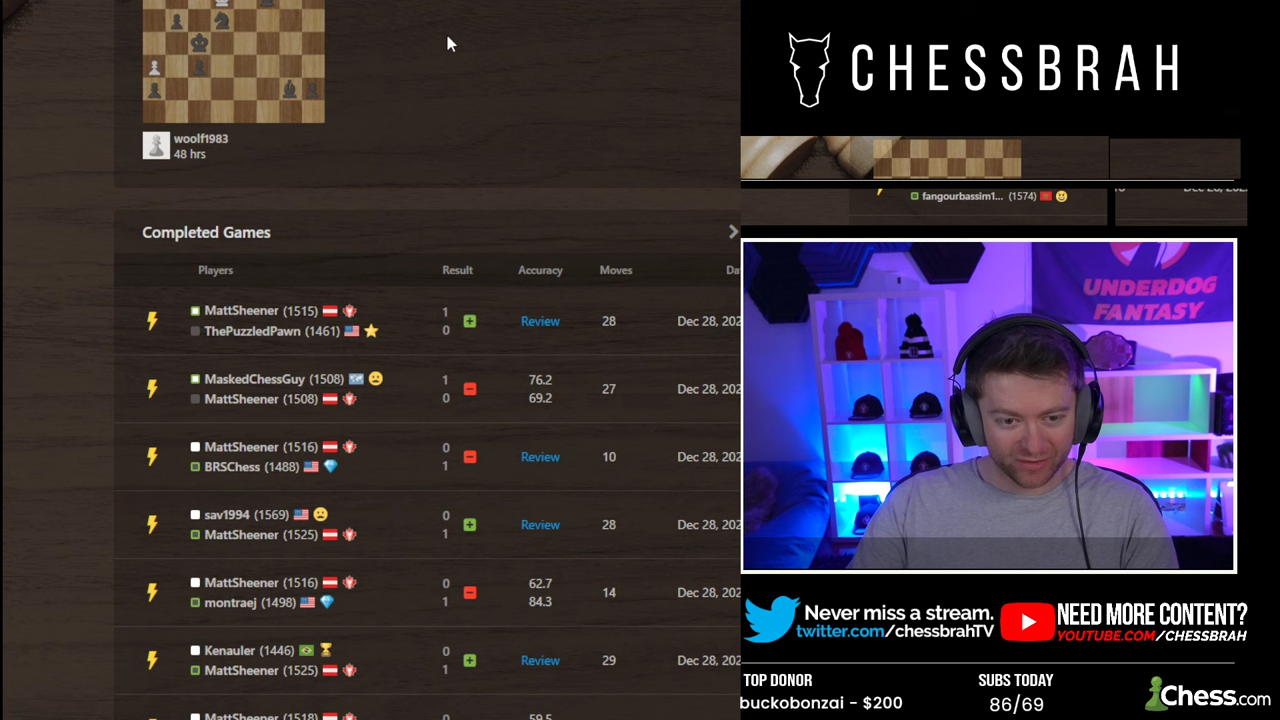 CHESSBRAH
woolf1983
48 hrs
fangourbassim1... (1574)
Completed Games
Players Result Accuracy Moves
MattSheener (1515) 1
ThePuzzledPawn (1461) 0
Review 28 Dec 28, 202
MaskedChessGuy (1508) 1 76.2
MattSheener (1508) 0 69.2
27 Dec 28, 202
MattSheener (1516) 0
BRSChess (1488) 1
Review 10 Dec 28, 202
sav1994 (1569) 0
MattSheener (1525) 1
Review 28 Dec 28, 202
MattSheener (1516) 0 62.7
montraej (1498) 1 84.3
14 Dec 28, 202
Kenauler (1446) 0
MattSheener (1525) 1
Review 29 Dec 28, 202
MattSheener (1518) 0 59.5
UNDERDOG
FANTASY
Never miss a stream.
twitter.com/chessbrahTV
NEED MORE CONTENT?
YOUTUBE.COM/CHESSBRAH
TOP DONOR
buckobonzai - $200
SUBS TODAY
86/69
Chess.com